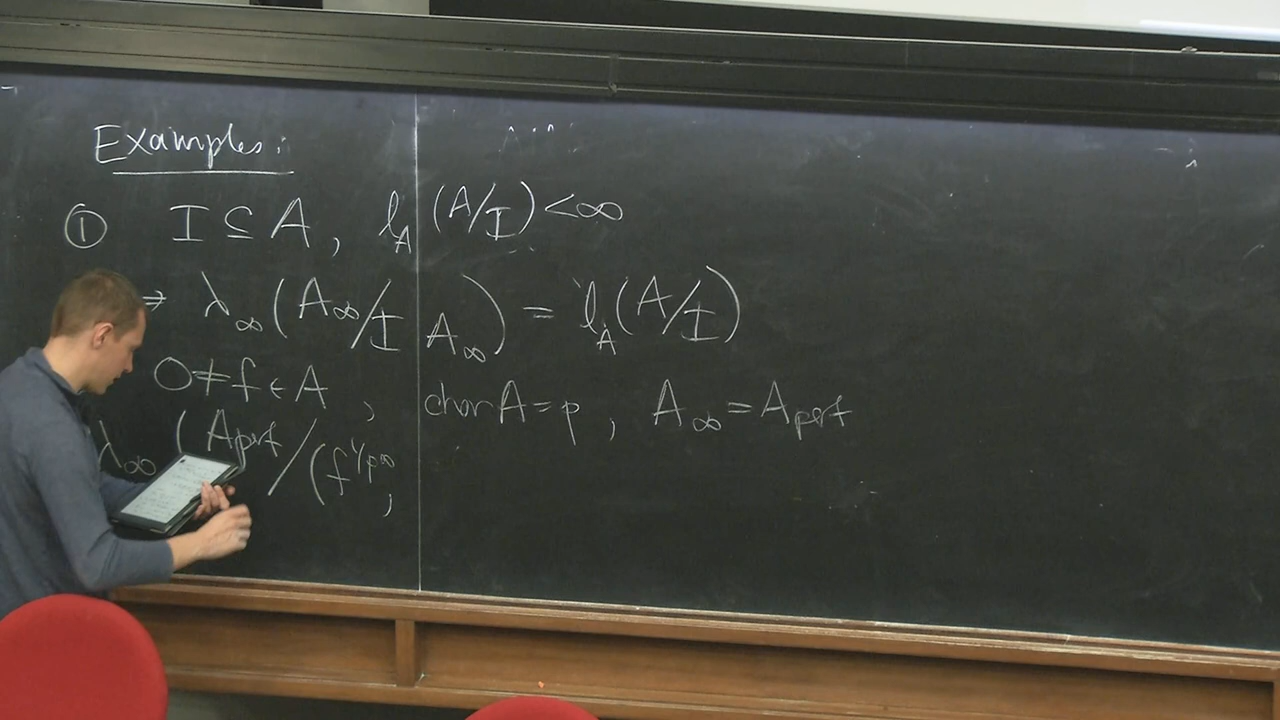 Examples:
① I ⊆ A, l_A(A/I) < ∞
⇒ λ_∞(A_∞/I A_∞) = l_A(A/I)
0 ≠ f ∈ A, char A = p, A_∞ = A_perf
λ_∞(A_perf/(f^{1/p^∞},